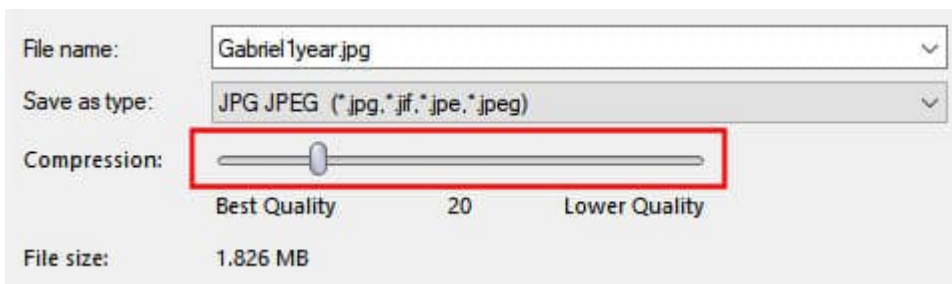 File name: Gabriel1year.jpg
Save as type: JPG JPEG (*.jpg,*.jif,*.jpe,*.jpeg)
Compression:
Best Quality 20 Lower Quality
File size: 1.826 MB